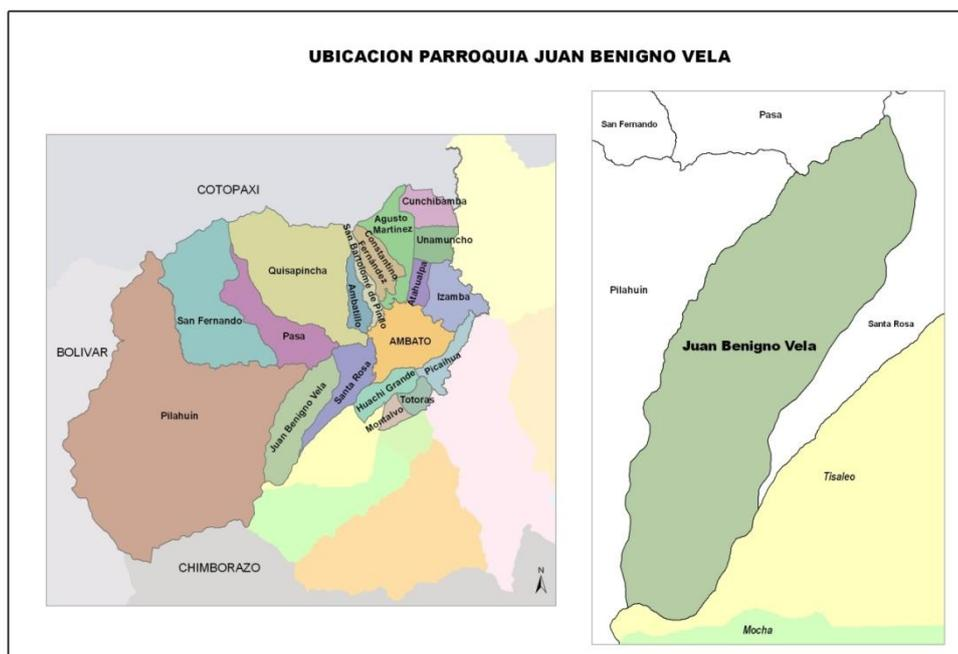 UBICACION PARROQUIA JUAN BENIGNO VELA
COTOPAXI
BOLIVAR
CHIMBORAZO
Cunchibamba
Agusto
Martinez
Unamuncho
Constantino
Fernández
San Bartolomé de Pinllo
Ambatillo
Atahualpa
Izamba
Quisapincha
San Fernando
Pasa
AMBATO
Picaihua
Santa Rosa
Huachi Grande
Totoras
Montalvo
Juan Benigno Vela
Pilahuin
N
Pasa
San Fernando
Pilahuin
Santa Rosa
Juan Benigno Vela
Tisaleo
Mocha